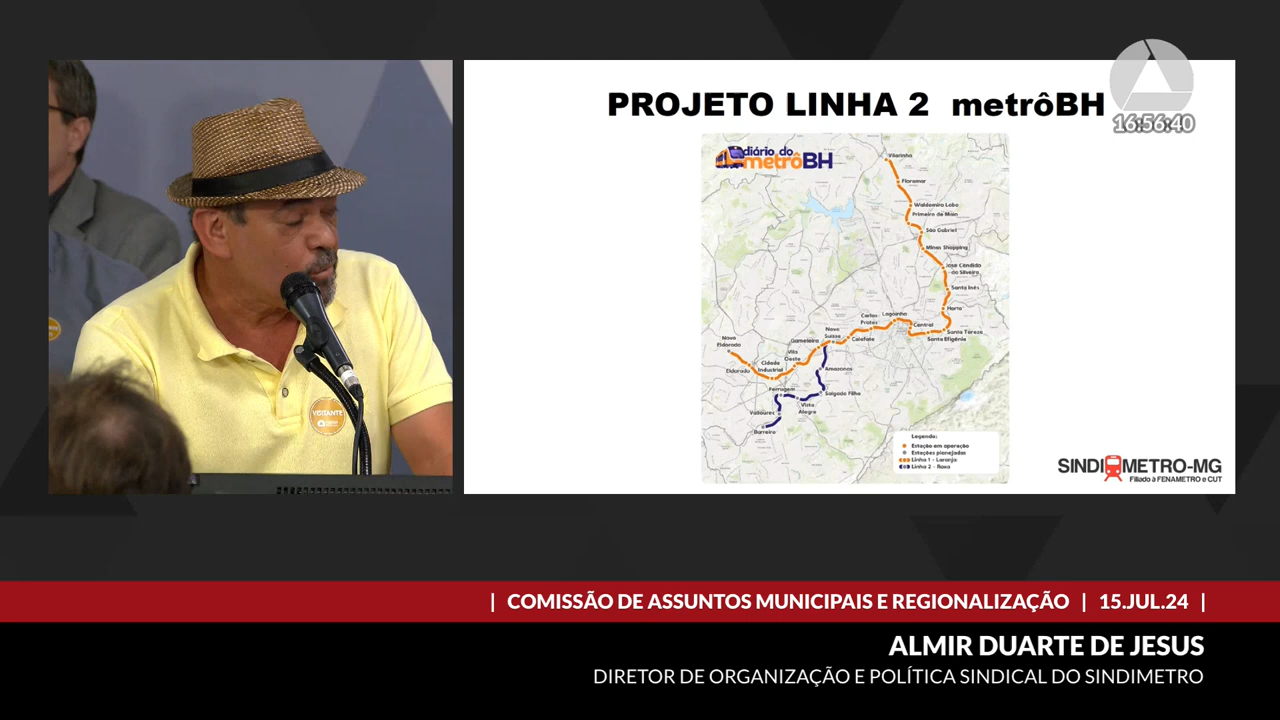 PROJETO LINHA 2 metrôBH
16:56:40
diário do
metrôBH
Vilarinho
Floramar
Waldomiro Lobo
Primeiro de Maio
São Gabriel
Minas Shopping
José Cândido
da Silveira
Santa Inês
Horto
Santa Tereza
Santa Efigênia
Central
Lagoinha
Carlos
Prates
Calafate
Nova
Suissa
Gameleira
Vila
Oeste
Cidade
Industrial
Eldorado
Novo
Eldorado
Amazonas
Salgado Filho
Vista
Alegre
Ferrugem
Vallourec
Barreiro
Legenda:
Estação em operação
Estações planejadas
Linha 1 - Laranja
Linha 2 - Roxa
SINDIMETRO-MG
Filiado à FENAMETRO e CUT
VISITANTE
| COMISSÃO DE ASSUNTOS MUNICIPAIS E REGIONALIZAÇÃO | 15.JUL.24 |
ALMIR DUARTE DE JESUS
DIRETOR DE ORGANIZAÇÃO E POLÍTICA SINDICAL DO SINDIMETRO